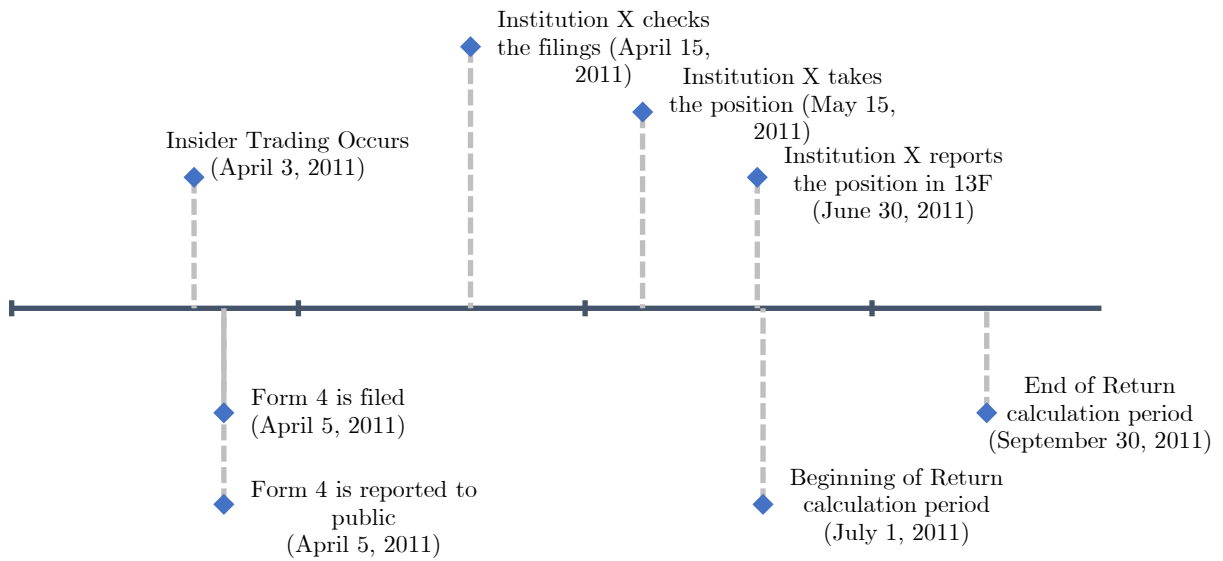 Institution X checks
the filings (April 15,
2011)
Institution X takes
the position (May 15,
2011)
Insider Trading Occurs
(April 3, 2011)
Institution X reports
the position in 13F
(June 30, 2011)
Form 4 is filed
(April 5, 2011)
End of Return
calculation period
(September 30, 2011)
Form 4 is reported to
public
(April 5, 2011)
Beginning of Return
calculation period
(July 1, 2011)